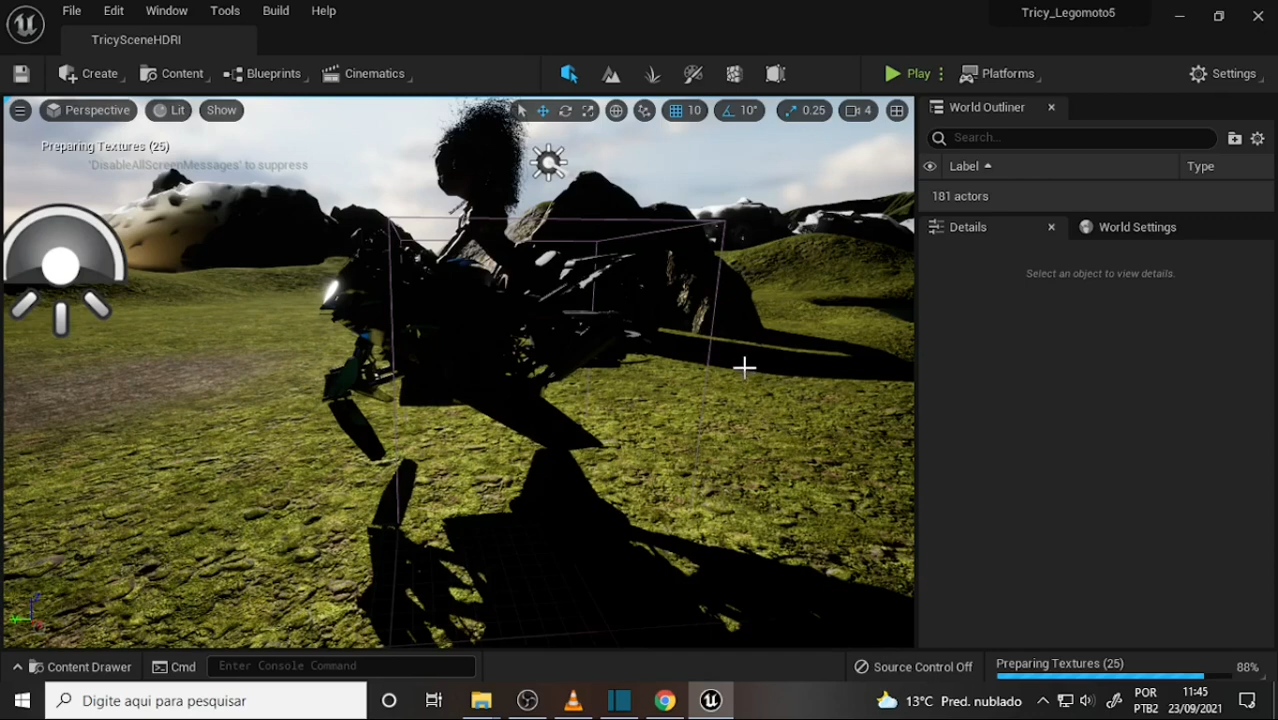 File Edit Window Tools Build Help
Tricy_Legomoto5
TricySceneHDRI
Create Content Blueprints Cinematics Play Platforms Settings
Perspective Lit Show 10 10° 0.25 4
World Outliner
Preparing Textures (25)
'DisableAllScreenMessages' to suppress
Search...
Label Type
181 actors
Details World Settings
Select an object to view details.
Content Drawer Cmd Enter Console Command Source Control Off Preparing Textures (25) 88%
Digite aqui para pesquisar 13°C Pred. nublado POR 11:45
PTB2 23/09/2021